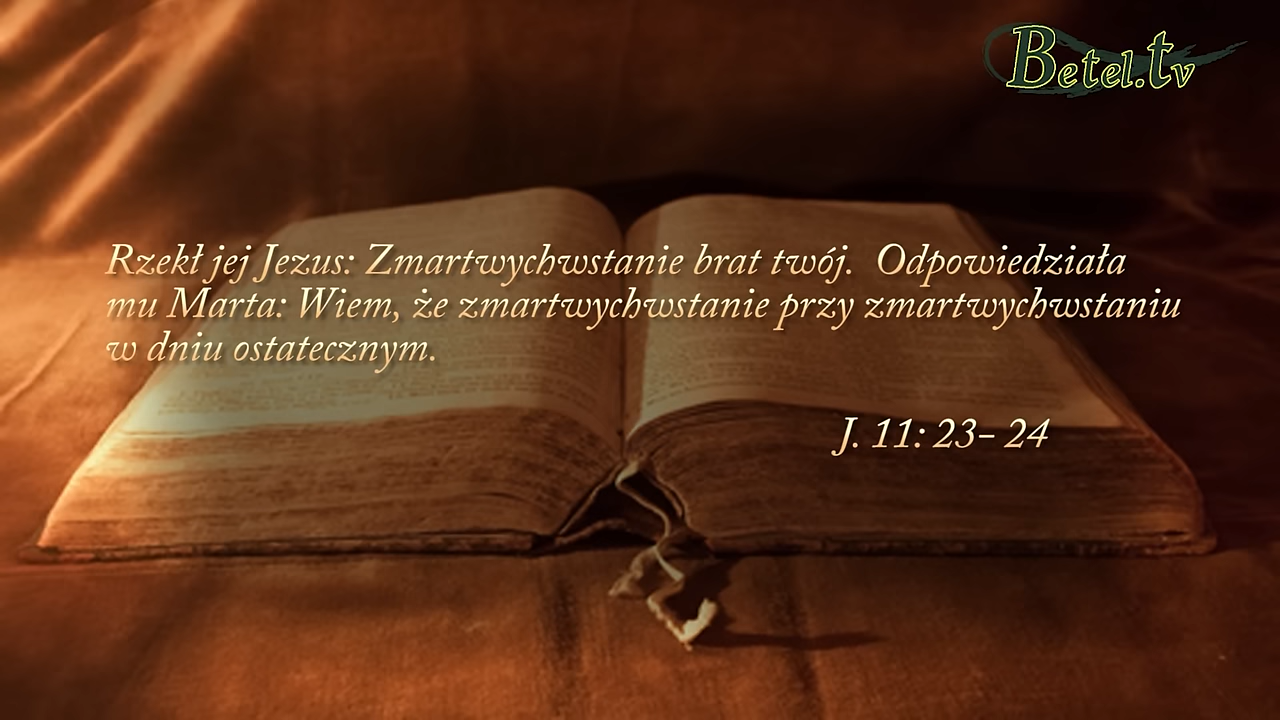 Betel.tv
Rzekł jej Jezus: Zmartwychwstanie brat twój. Odpowiedziała
mu Marta: Wiem, że zmartwychwstanie przy zmartwychwstaniu
w dniu ostatecznym.
J. 11: 23- 24